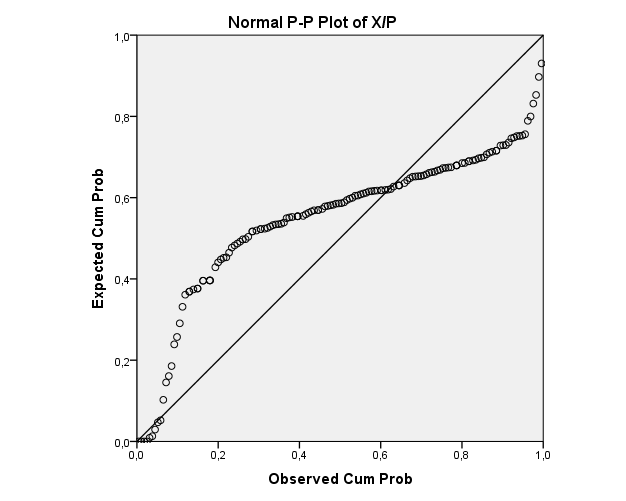 Normal P-P Plot of X/P
1,0
0,8
0,6
0,4
0,2
0,0
Expected Cum Prob
0,0 0,2 0,4 0,6 0,8 1,0
Observed Cum Prob